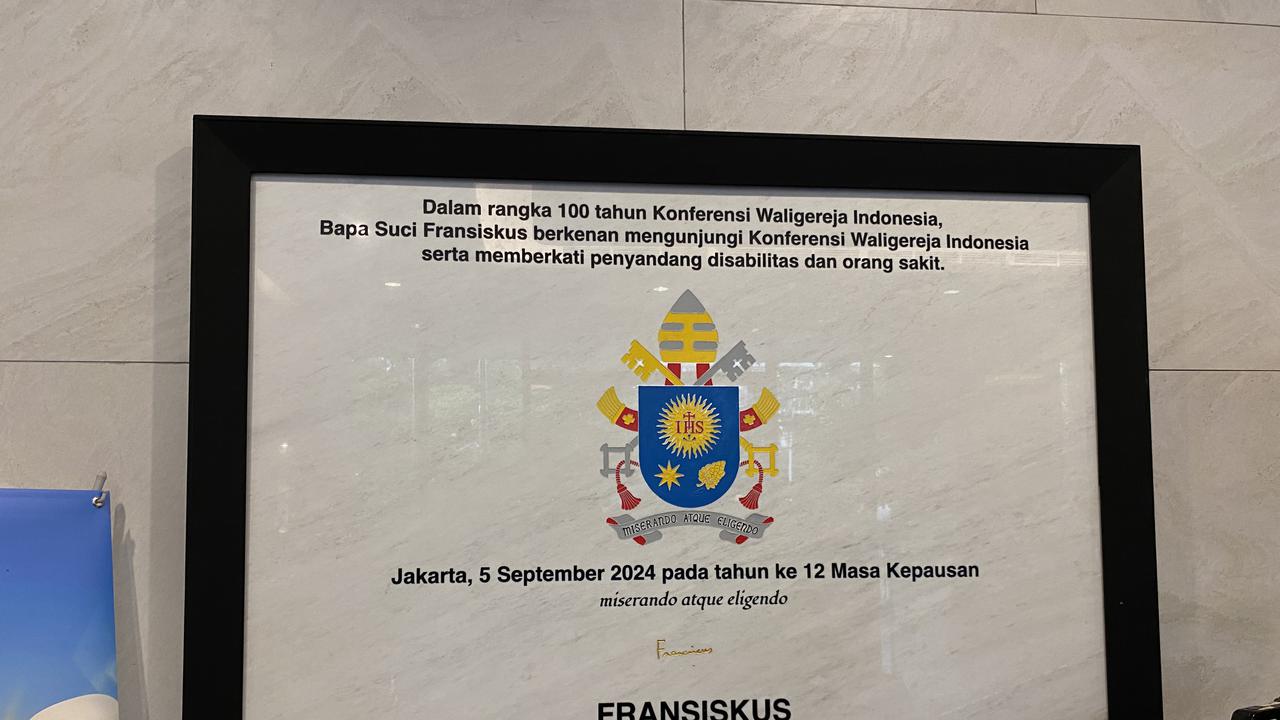 Dalam rangka 100 tahun Konferensi Waligereja Indonesia,
Bapa Suci Fransiskus berkenan mengunjungi Konferensi Waligereja Indonesia
serta memberkati penyandang disabilitas dan orang sakit.
IHS
MISERANDO ATQUE ELIGENDO
Jakarta, 5 September 2024 pada tahun ke 12 Masa Kepausan
miserando atque eligendo
Franciscus
FRANSISKUS